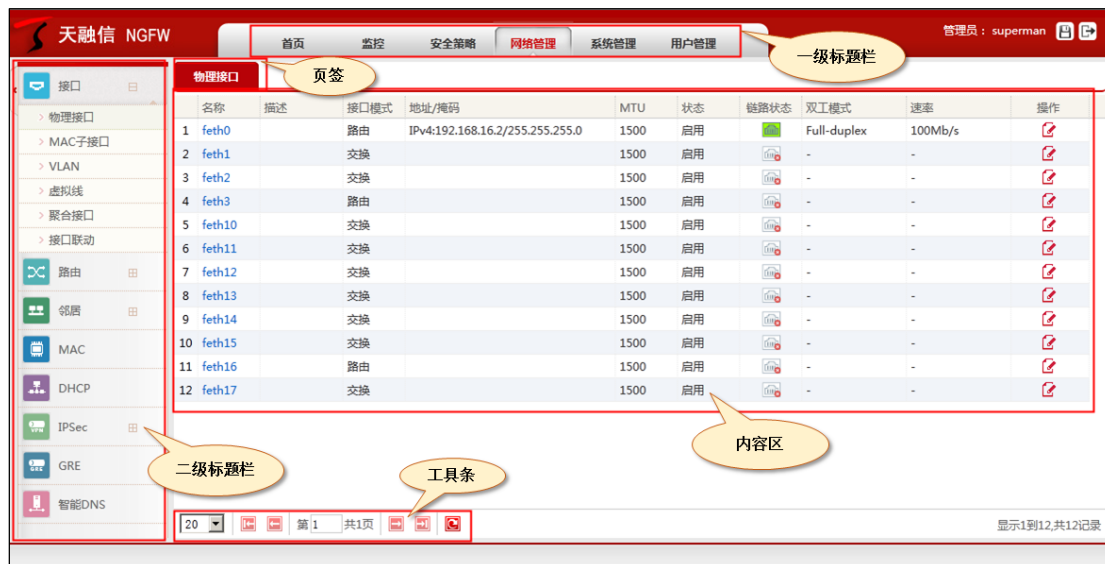 天融信 NGFW
管理员：superman
首页 监控 安全策略 网络管理 系统管理 用户管理
一级标题栏
物理接口
页签
接口
物理接口
MAC子接口
VLAN
虚拟线
聚合接口
接口联动
路由
邻居
MAC
DHCP
IPSec
GRE
智能DNS
二级标题栏
名称 描述 接口模式 地址/掩码 MTU 状态 链路状态 双工模式 速率 操作
1 feth0 路由 IPv4:192.168.16.2/255.255.255.0 1500 启用 Full-duplex 100Mb/s
2 feth1 交换 1500 启用 - -
3 feth2 交换 1500 启用 - -
4 feth3 路由 1500 启用 - -
5 feth10 交换 1500 启用 - -
6 feth11 交换 1500 启用 - -
7 feth12 交换 1500 启用 - -
8 feth13 交换 1500 启用 - -
9 feth14 交换 1500 启用 - -
10 feth15 交换 1500 启用 - -
11 feth16 路由 1500 启用 - -
12 feth17 交换 1500 启用 - -
内容区
工具条
20 第 1 共1页
显示1到12,共12记录